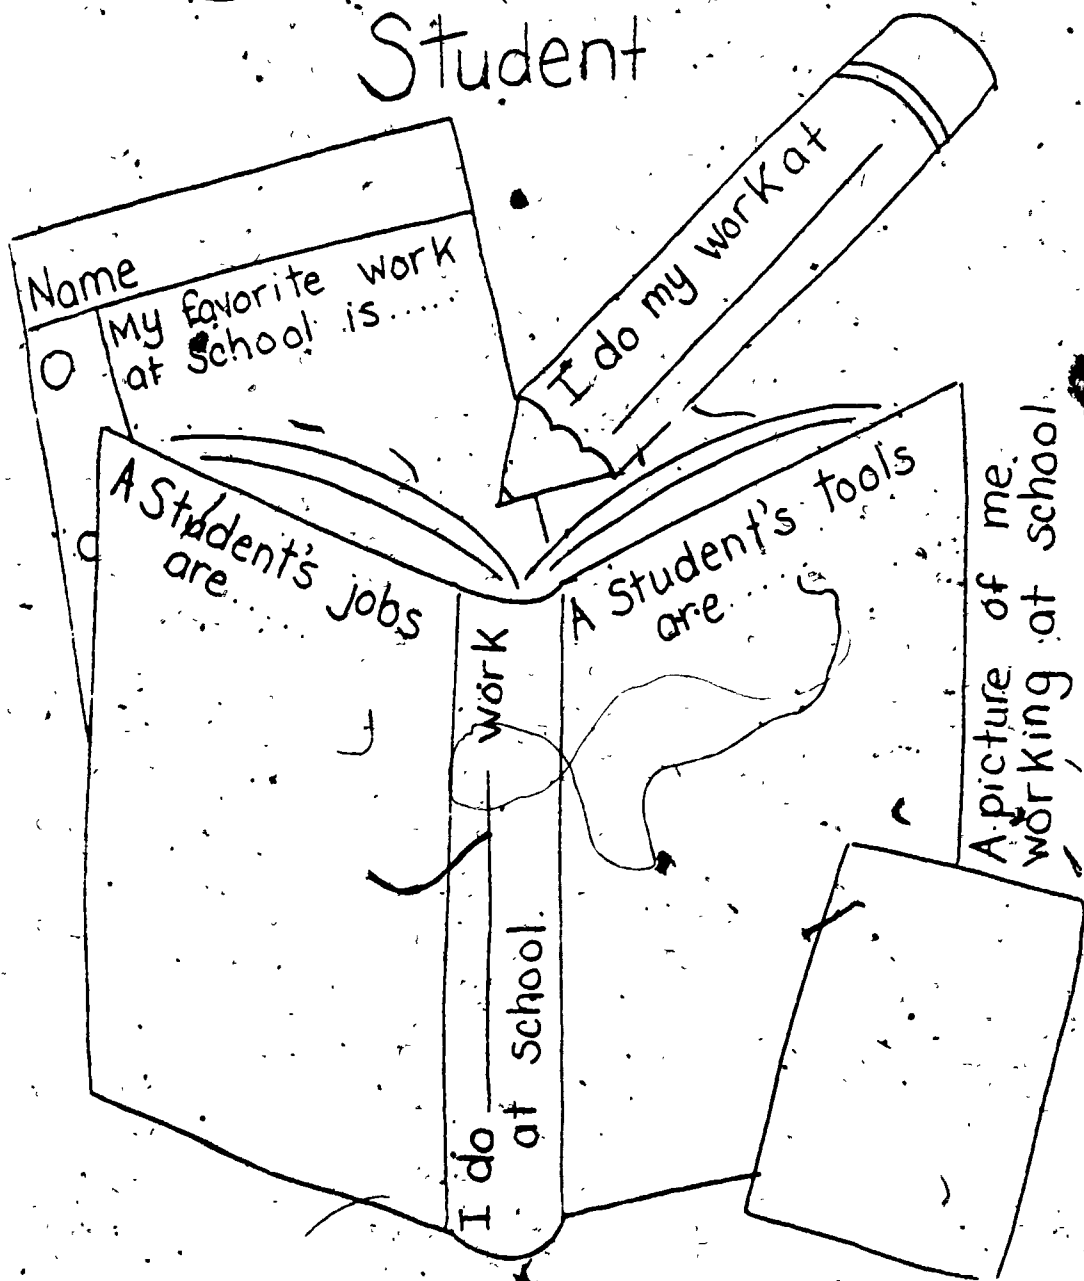 Student
Name
My favorite work
at school is.....
I do my work at
A Student's jobs
are.....
A Student's tools
are.....
I do ______ work
at school.
A picture of me
working at school